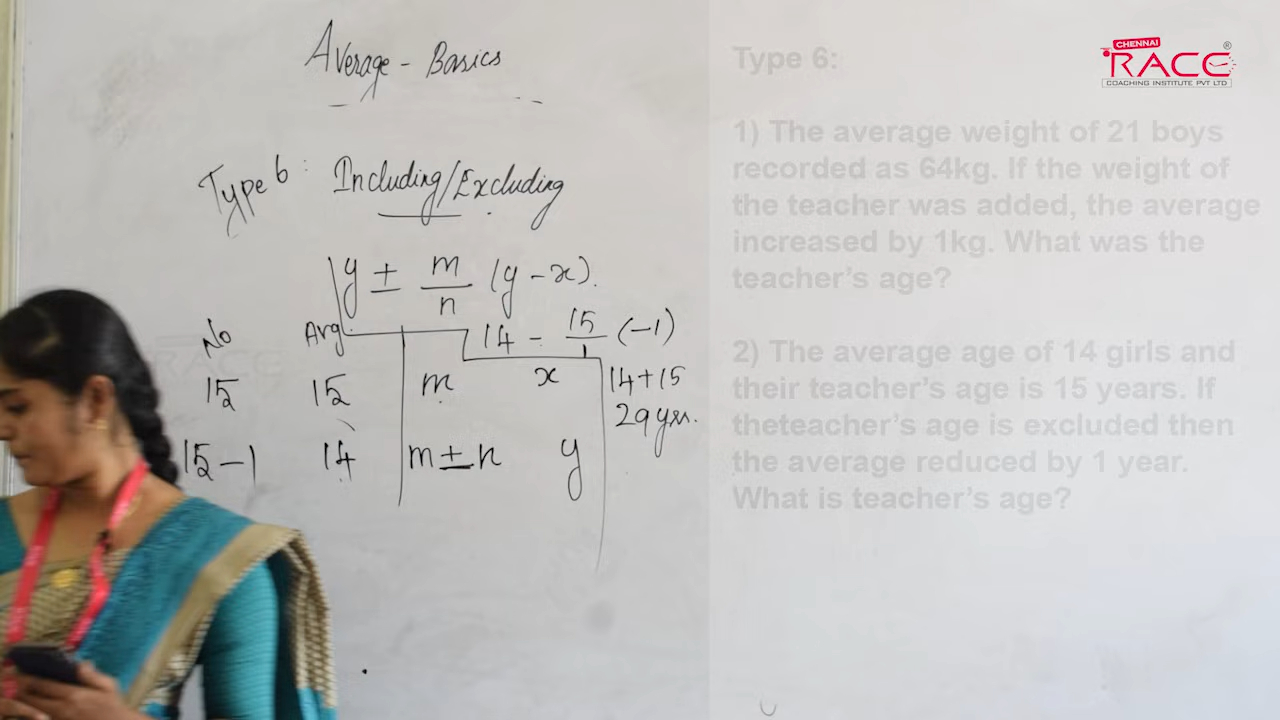 Average - Basics
Type 6: Including/Excluding
y ± m/n (y - x).
No Avg. 14 - 15/1 (-1)
15 15 m x 14+15
29 yrs.
15-1 14 m±n y
CHENNAI
RACE
COACHING INSTITUTE PVT LTD
Type 6:
1) The average weight of 21 boys
recorded as 64kg. If the weight of
the teacher was added, the average
increased by 1kg. What was the
teacher's age?
2) The average age of 14 girls and
their teacher's age is 15 years. If
theteacher's age is excluded then
the average reduced by 1 year.
What is teacher's age?
RACE